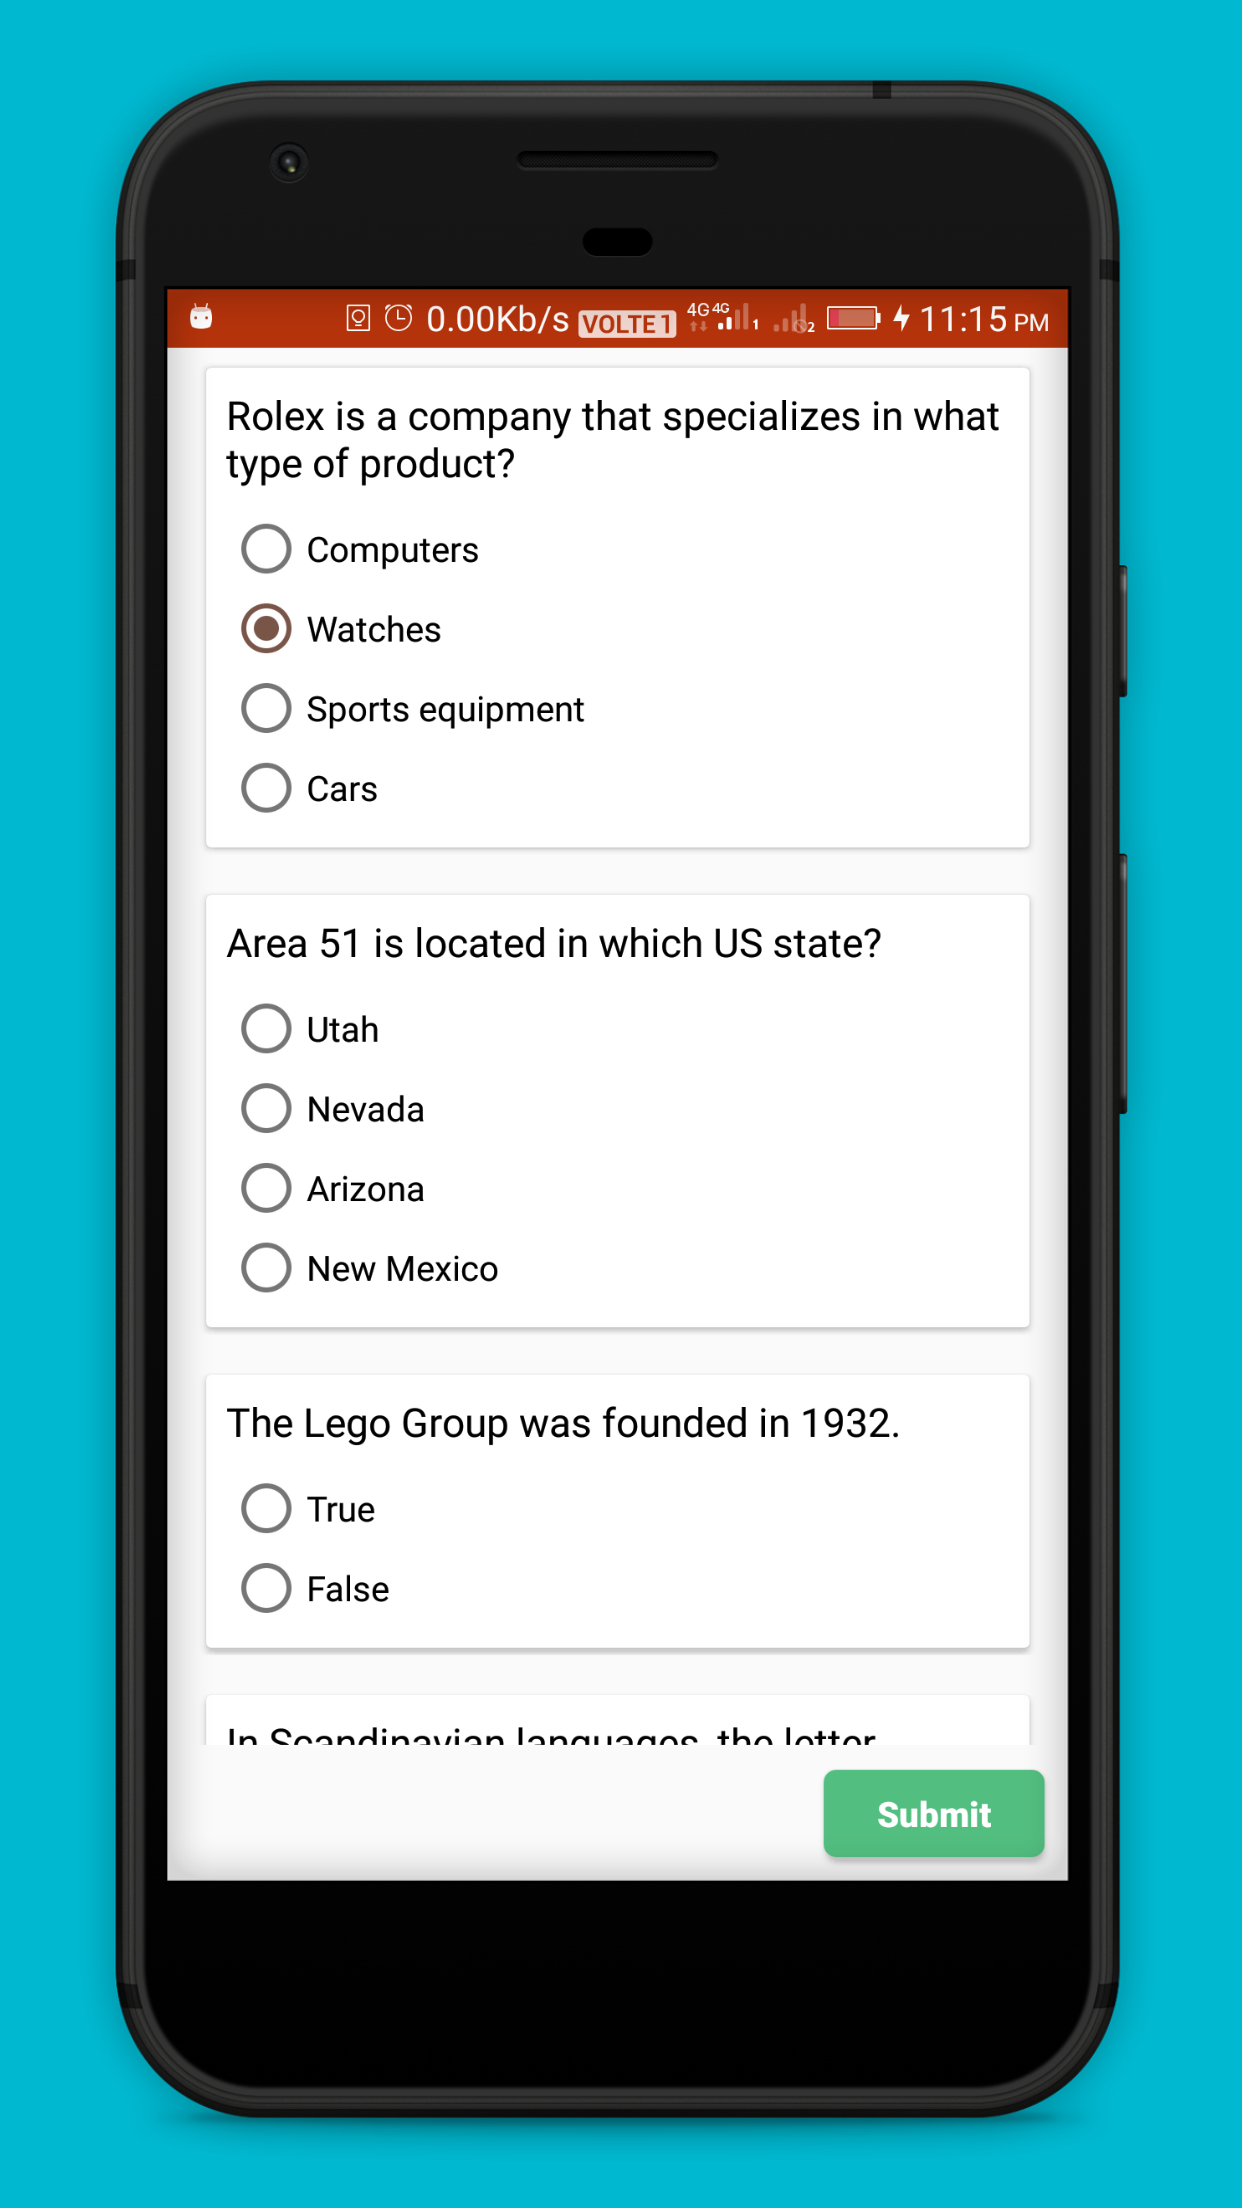 0.00Kb/s VOLTE 1 4G 4G 1 2 11:15 PM
Rolex is a company that specializes in what
type of product?
Computers
Watches
Sports equipment
Cars
Area 51 is located in which US state?
Utah
Nevada
Arizona
New Mexico
The Lego Group was founded in 1932.
True
False
In Scandinavian languages, the letter
Submit